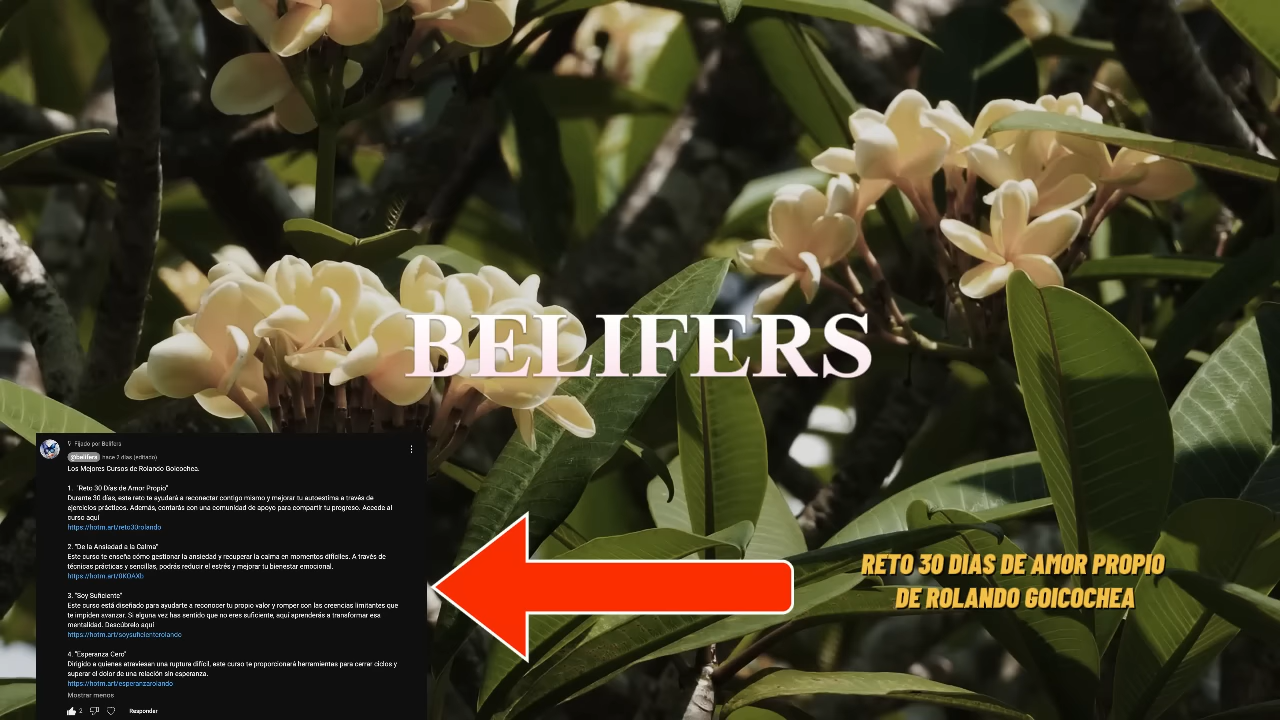 BELIFERS
Fijado por Belifers
@belifers hace 2 días (editado)
Los Mejores Cursos de Rolando Goicochea.
1. "Reto 30 Días de Amor Propio"
Durante 30 días, este reto te ayudará a reconectar contigo mismo y mejorar tu autoestima a través de
ejercicios prácticos. Además, contarás con una comunidad de apoyo para compartir tu progreso. Accede al
curso aquí
https://hotm.art/reto30rolando
2. "De la Ansiedad a la Calma"
Este curso te enseña cómo gestionar la ansiedad y recuperar la calma en momentos difíciles. A través de
técnicas prácticas y sencillas, podrás reducir el estrés y mejorar tu bienestar emocional.
https://hotm.art/0KOAXb
3. "Soy Suficiente"
Este curso está diseñado para ayudarte a reconocer tu propio valor y romper con las creencias limitantes que
te impiden avanzar. Si alguna vez has sentido que no eres suficiente, aquí aprenderás a transformar esa
mentalidad. Descúbrelo aquí
https://hotm.art/soysuficienterolando
4. "Esperanza Cero"
Dirigido a quienes atraviesan una ruptura difícil, este curso te proporcionará herramientas para cerrar ciclos y
superar el dolor de una relación sin esperanza.
https://hotm.art/esperanzarolando
Mostrar menos
2 Responder
RETO 30 DIAS DE AMOR PROPIO
DE ROLANDO GOICOCHEA